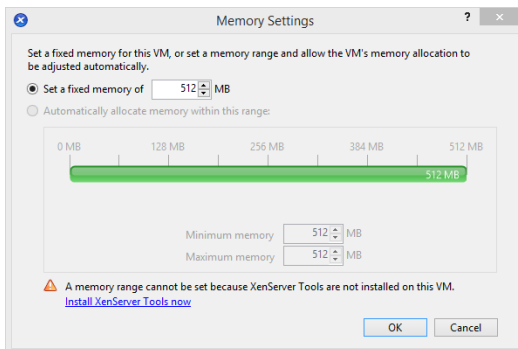 Memory Settings
?
Set a fixed memory for this VM, or set a memory range and allow the VM's memory allocation to
be adjusted automatically.
Set a fixed memory of 512 MB
Automatically allocate memory within this range:
0 MB 128 MB 256 MB 384 MB 512 MB
512 MB
Minimum memory 512 MB
Maximum memory 512 MB
A memory range cannot be set because XenServer Tools are not installed on this VM.
Install XenServer Tools now
OK Cancel